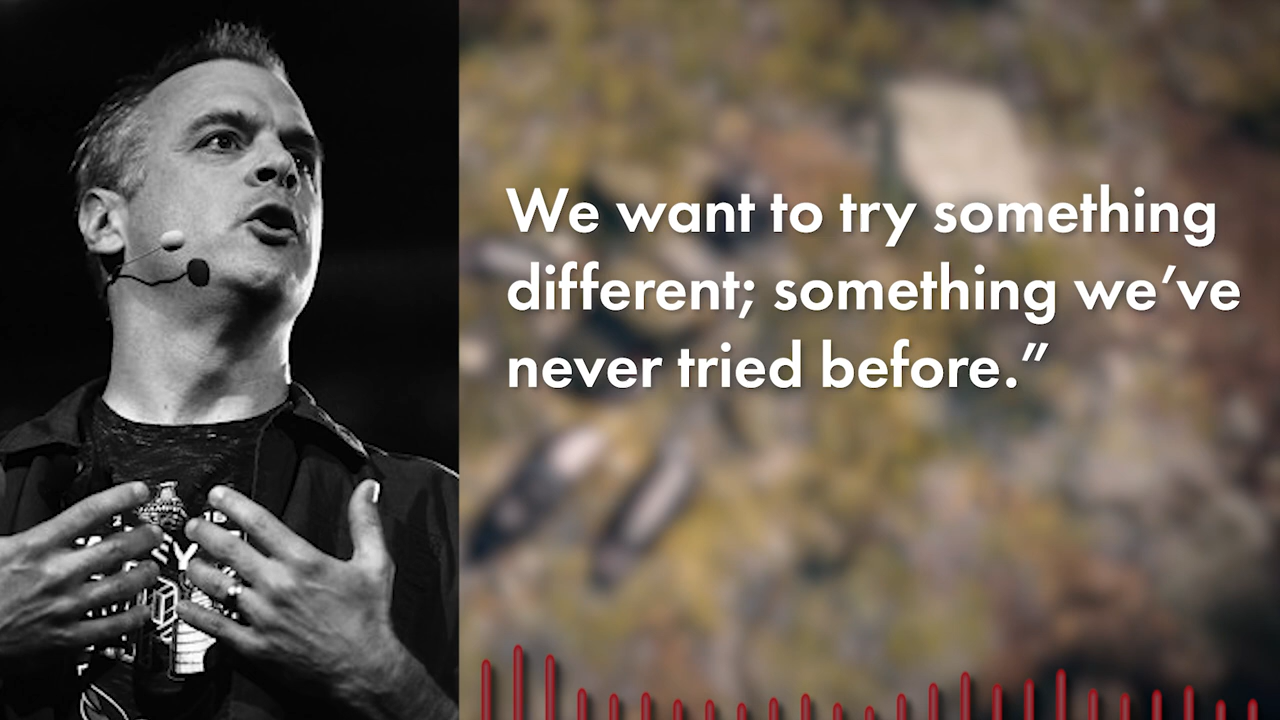 We want to try something
different; something we’ve
never tried before.”